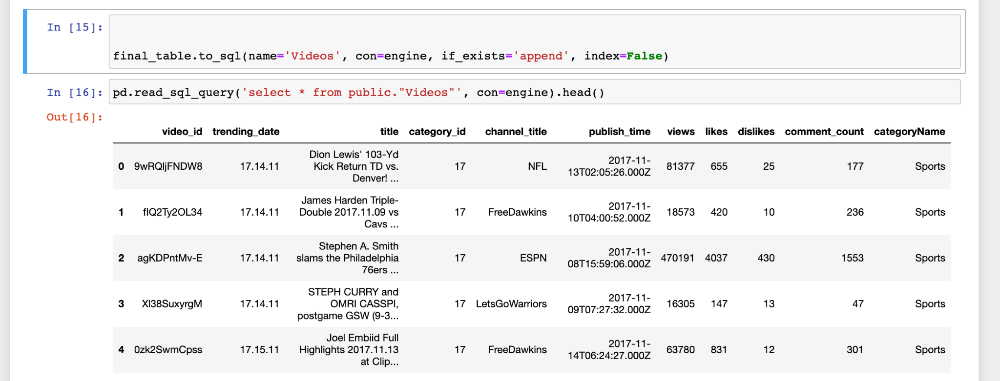 In [15]:
final_table.to_sql(name='Videos', con=engine, if_exists='append', index=False)
In [16]: pd.read_sql_query('select * from public."Videos"', con=engine).head()
Out[16]:
video_id trending_date title category_id channel_title publish_time views likes dislikes comment_count categoryName
0 9wRQljFNDW8 17.14.11 Dion Lewis' 103-Yd Kick Return TD vs. Denver! ... 17 NFL 2017-11-13T02:05:26.000Z 81377 655 25 177 Sports
1 fIQ2Ty2OL34 17.14.11 James Harden Triple-Double 2017.11.09 vs Cavs ... 17 FreeDawkins 2017-11-10T04:00:52.000Z 18573 420 10 236 Sports
2 agKDPntMv-E 17.14.11 Stephen A. Smith slams the Philadelphia 76ers ... 17 ESPN 2017-11-08T15:59:06.000Z 470191 4037 430 1553 Sports
3 Xl38SuxyrgM 17.14.11 STEPH CURRY and OMRI CASSPI, postgame GSW (9-3... 17 LetsGoWarriors 2017-11-09T07:27:32.000Z 16305 147 13 47 Sports
4 0zk2SwmCpss 17.15.11 Joel Embiid Full Highlights 2017.11.13 at Clip... 17 FreeDawkins 2017-11-14T06:24:27.000Z 63780 831 12 301 Sports